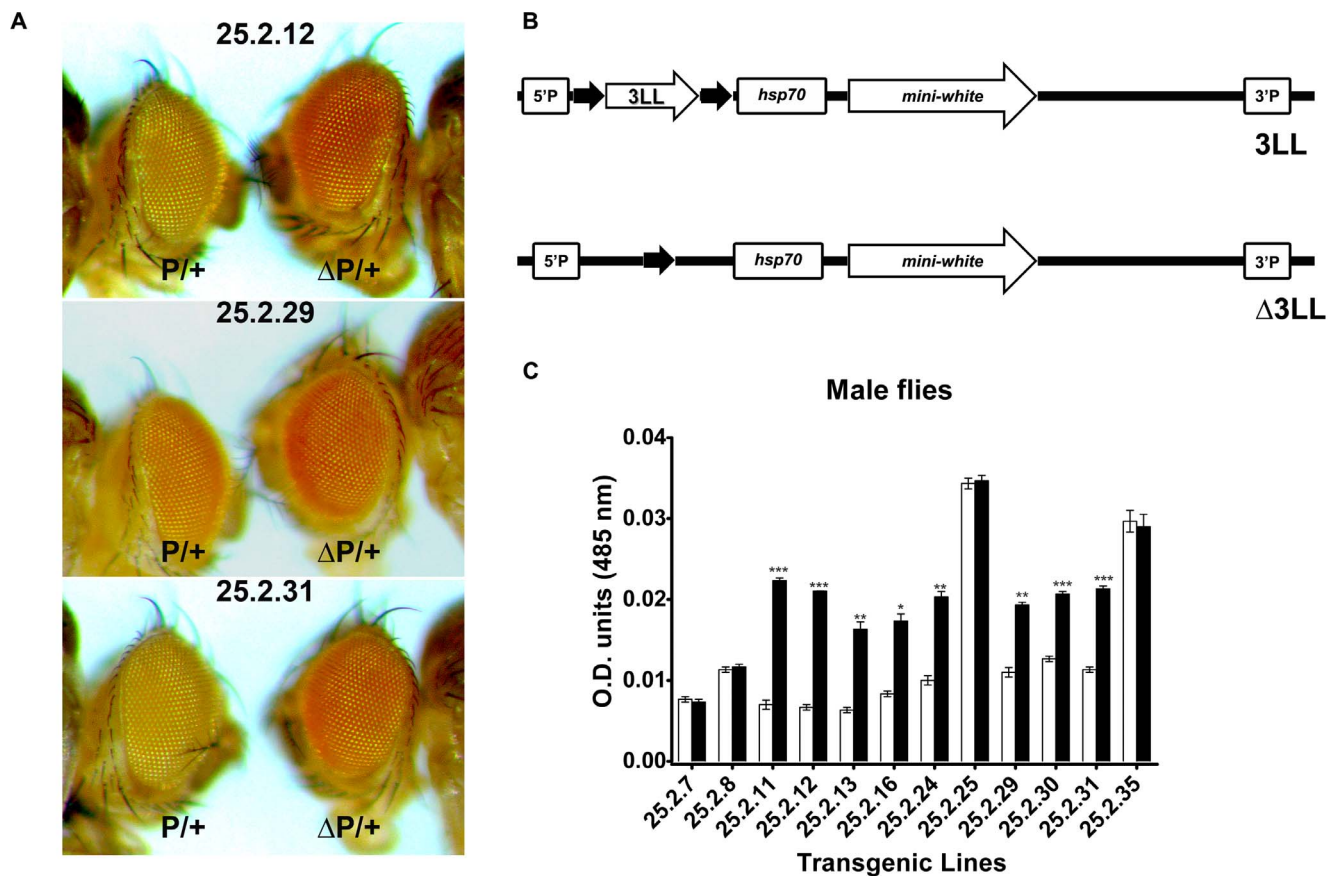 A
25.2.12
P/+
ΔP/+
25.2.29
P/+
ΔP/+
25.2.31
P/+
ΔP/+
B
5'P
3LL
hsp70
mini-white
3'P
3LL
5'P
hsp70
mini-white
3'P
Δ3LL
C
Male flies
O.D. units (485 nm)
0.04
0.03
0.02
0.01
0.00
***
***
**
*
**
**
***
***
25.2.7
25.2.8
25.2.11
25.2.12
25.2.13
25.2.16
25.2.24
25.2.25
25.2.29
25.2.30
25.2.31
25.2.35
Transgenic Lines